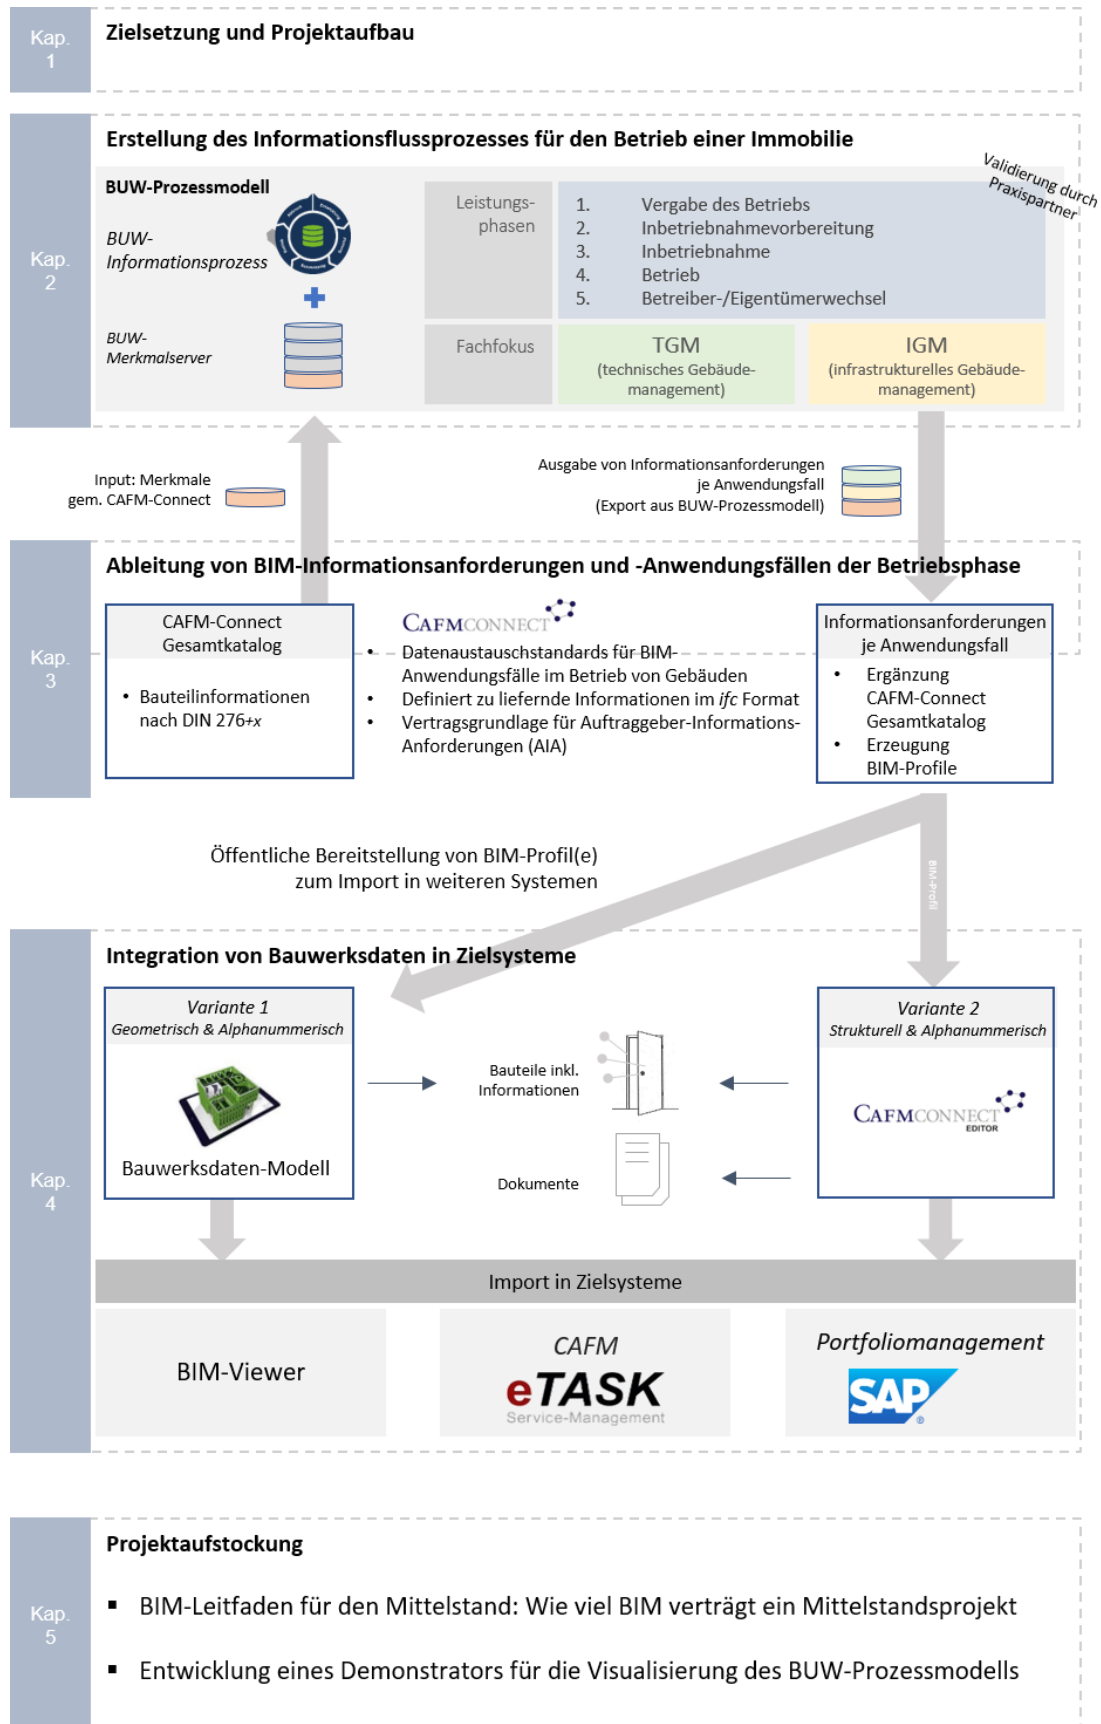 Kap.
1
Zielsetzung und Projektaufbau
Kap.
2
Erstellung des Informationsflussprozesses für den Betrieb einer Immobilie
Validierung durch
Praxispartner
BUW-Prozessmodell
BUW-
Informationsprozess
BUW-
Merkmalserver
Leistungs-
phasen
1. Vergabe des Betriebs
2. Inbetriebnahmevorbereitung
3. Inbetriebnahme
4. Betrieb
5. Betreiber-/Eigentümerwechsel
Fachfokus
TGM
(technisches Gebäude-
management)
IGM
(infrastrukturelles Gebäude-
management)
Input: Merkmale
gem. CAFM-Connect
Ausgabe von Informationsanforderungen
je Anwendungsfall
(Export aus BUW-Prozessmodell)
Kap.
3
Ableitung von BIM-Informationsanforderungen und -Anwendungsfällen der Betriebsphase
CAFM-Connect
Gesamtkatalog
• Bauteilinformationen
nach DIN 276+x
CAFMCONNECT
• Datenaustauschstandards für BIM-
Anwendungsfälle im Betrieb von Gebäuden
• Definiert zu liefernde Informationen im ifc Format
• Vertragsgrundlage für Auftraggeber-Informations-
Anforderungen (AIA)
Informationsanforderungen
je Anwendungsfall
• Ergänzung
CAFM-Connect
Gesamtkatalog
• Erzeugung
BIM-Profile
Öffentliche Bereitstellung von BIM-Profil(e)
zum Import in weiteren Systemen
BIM-Profil
Kap.
4
Integration von Bauwerksdaten in Zielsysteme
Variante 1
Geometrisch & Alphanummerisch
Bauwerksdaten-Modell
Bauteile inkl.
Informationen
Dokumente
Variante 2
Strukturell & Alphanummerisch
CAFMCONNECT
EDITOR
Import in Zielsysteme
BIM-Viewer
CAFM
eTASK
Service-Management
Portfoliomanagement
SAP
®
Kap.
5
Projektaufstockung
▪ BIM-Leitfaden für den Mittelstand: Wie viel BIM verträgt ein Mittelstandsprojekt
▪ Entwicklung eines Demonstrators für die Visualisierung des BUW-Prozessmodells